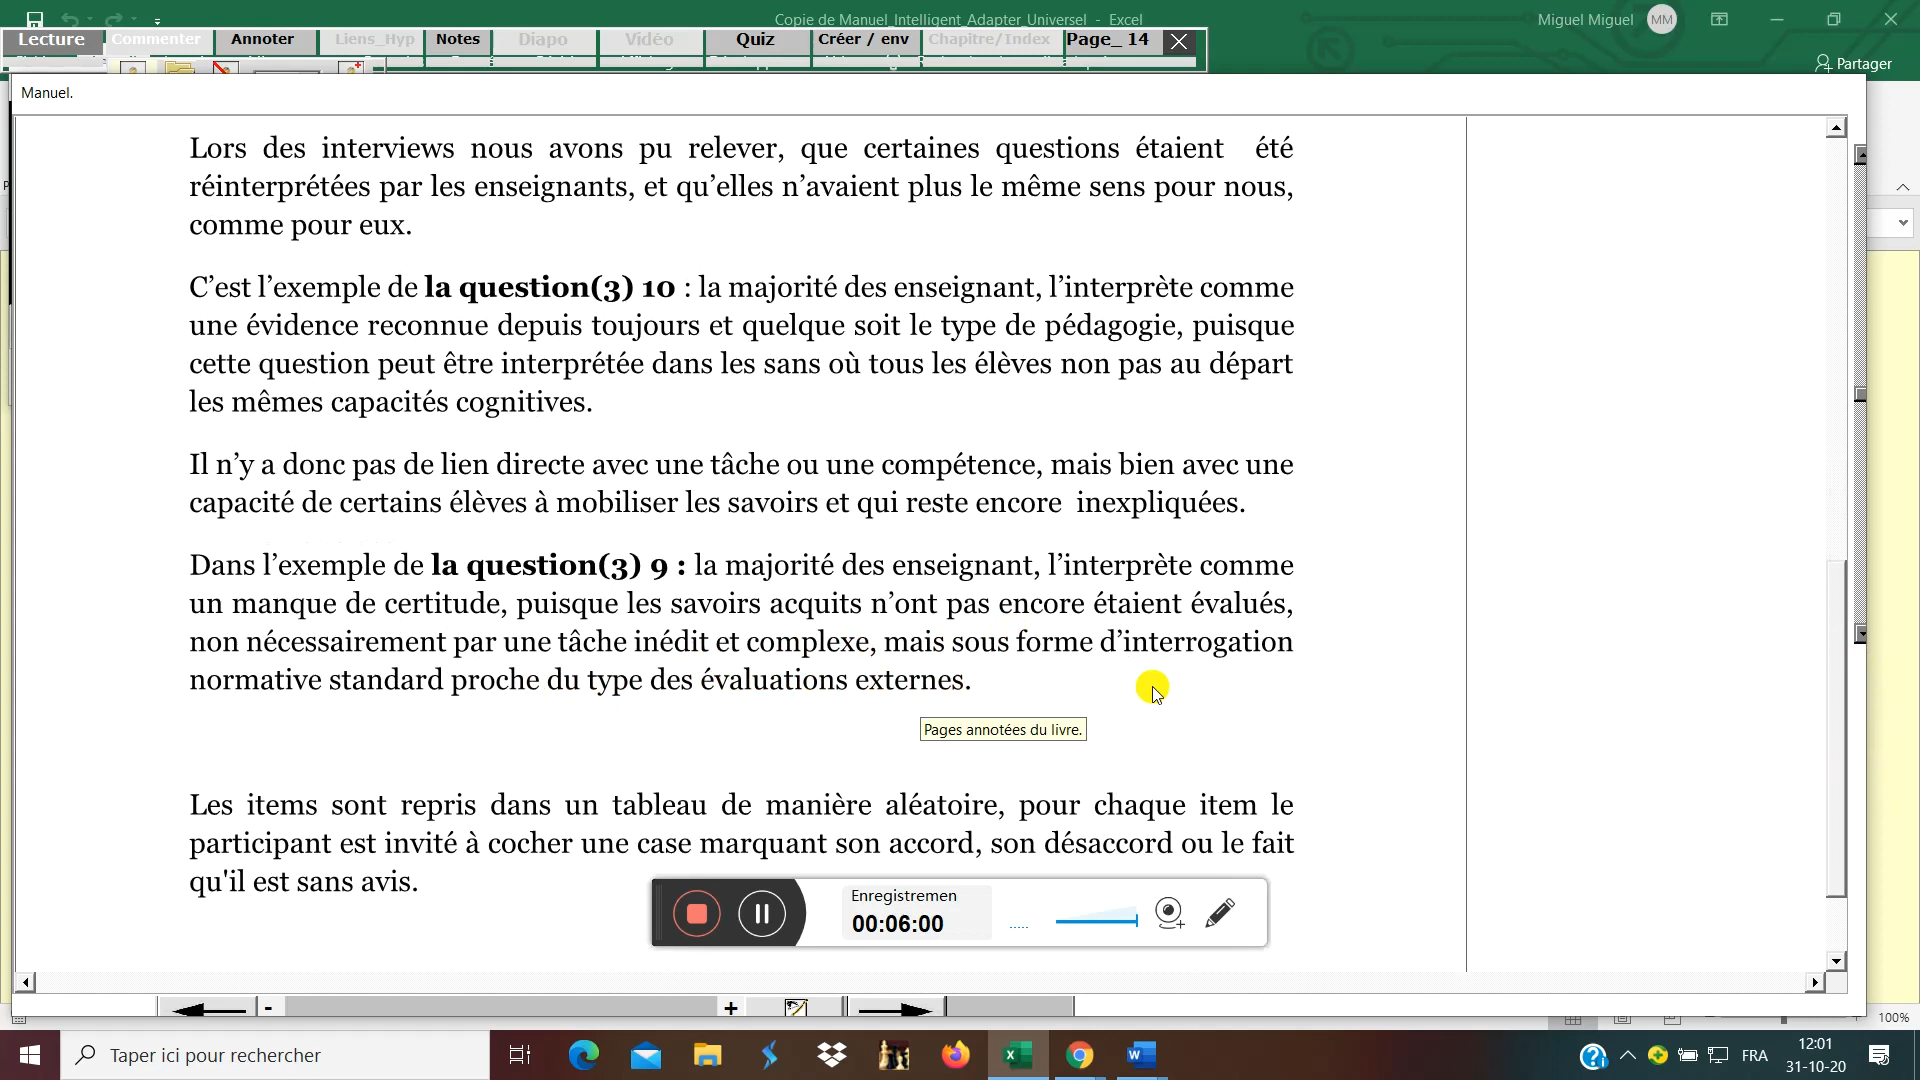 Copie de Manuel_Intelligent_Adapter_Universel - Excel
Miguel Miguel
MM
Lecture
Commenter
Annoter
Liens_Hyp
Notes
Diapo
Vidéo
Quiz
Créer / env
Chapitre/Index
Page_ 14
Partager
Manuel.
Lors des interviews nous avons pu relever, que certaines questions étaient été
réinterprétées par les enseignants, et qu’elles n’avaient plus le même sens pour nous,
comme pour eux.
C’est l’exemple de la question(3) 10 : la majorité des enseignant, l’interprète comme
une évidence reconnue depuis toujours et quelque soit le type de pédagogie, puisque
cette question peut être interprétée dans les sans où tous les élèves non pas au départ
les mêmes capacités cognitives.
Il n’y a donc pas de lien directe avec une tâche ou une compétence, mais bien avec une
capacité de certains élèves à mobiliser les savoirs et qui reste encore inexpliquées.
Dans l’exemple de la question(3) 9 : la majorité des enseignant, l’interprète comme
un manque de certitude, puisque les savoirs acquits n’ont pas encore étaient évalués,
non nécessairement par une tâche inédit et complexe, mais sous forme d’interrogation
normative standard proche du type des évaluations externes.
Pages annotées du livre.
Les items sont repris dans un tableau de manière aléatoire, pour chaque item le
participant est invité à cocher une case marquant son accord, son désaccord ou le fait
qu'il est sans avis.
Enregistremen
00:06:00
- +
100%
Taper ici pour rechercher
FRA
12:01
31-10-20